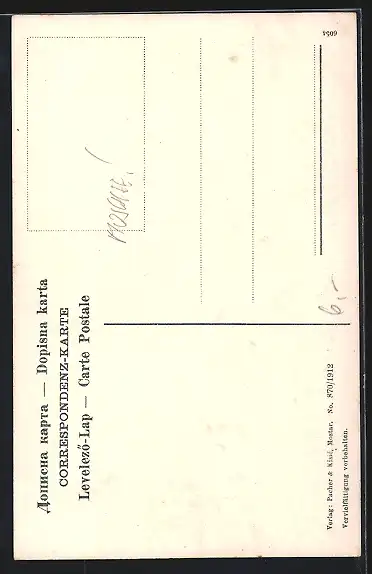 Дописна карта — Dopisna karta
CORRESPONDENZ-KARTE
Levelező-Lap — Carte Postale
Verlag: Pacher & Kisić, Mostar. No. 870/1912
Vervielfältigung vorbehalten.
6,-